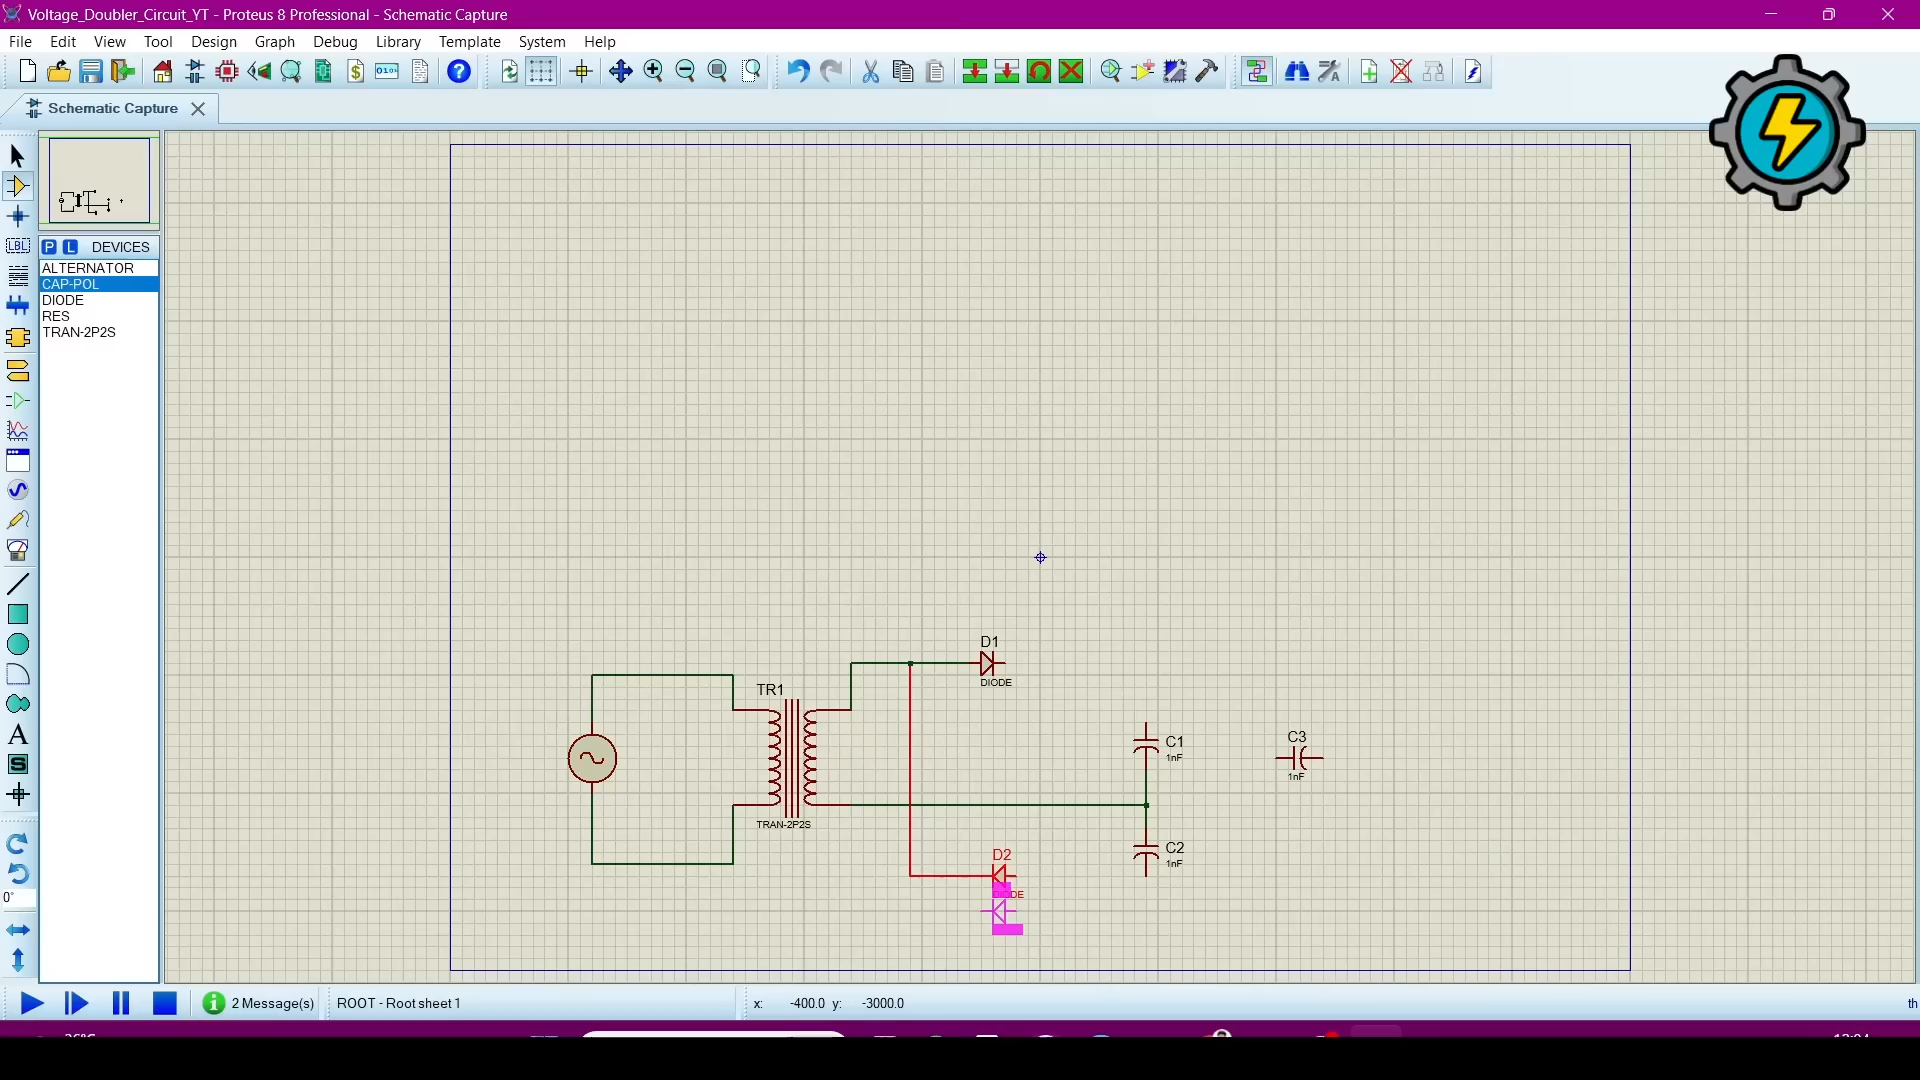 Voltage_Doubler_Circuit_YT - Proteus 8 Professional - Schematic Capture
File Edit View Tool Design Graph Debug Library Template System Help
Schematic Capture
P L DEVICES
ALTERNATOR
CAP-POL
DIODE
RES
TRAN-2P2S
LBL
A
S
0°
D1
DIODE
TR1
TRAN-2P2S
C1
1nF
C3
1nF
C2
1nF
D2
2 Message(s) ROOT - Root sheet 1 x: -400.0 y: -3000.0 th